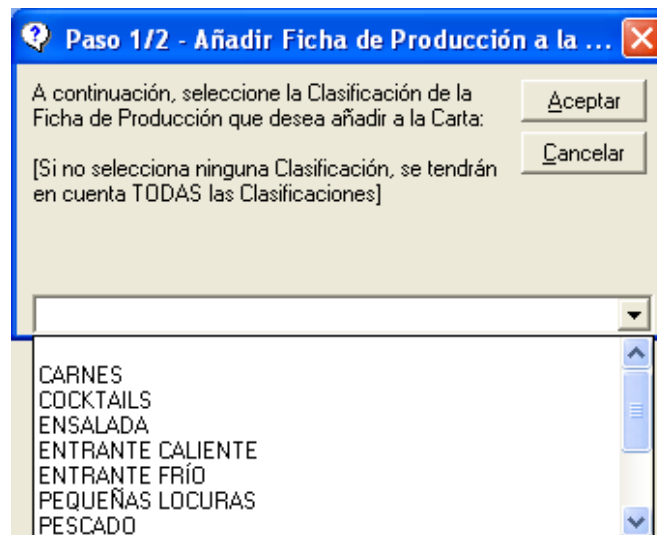 Paso 1/2 - Añadir Ficha de Producción a la ...
A continuación, seleccione la Clasificación de la
Ficha de Producción que desea añadir a la Carta:
Aceptar
Cancelar
[Si no selecciona ninguna Clasificación, se tendrán
en cuenta TODAS las Clasificaciones]
CARNES
COCKTAILS
ENSALADA
ENTRANTE CALIENTE
ENTRANTE FRÍO
PEQUEÑAS LOCURAS
PESCADO